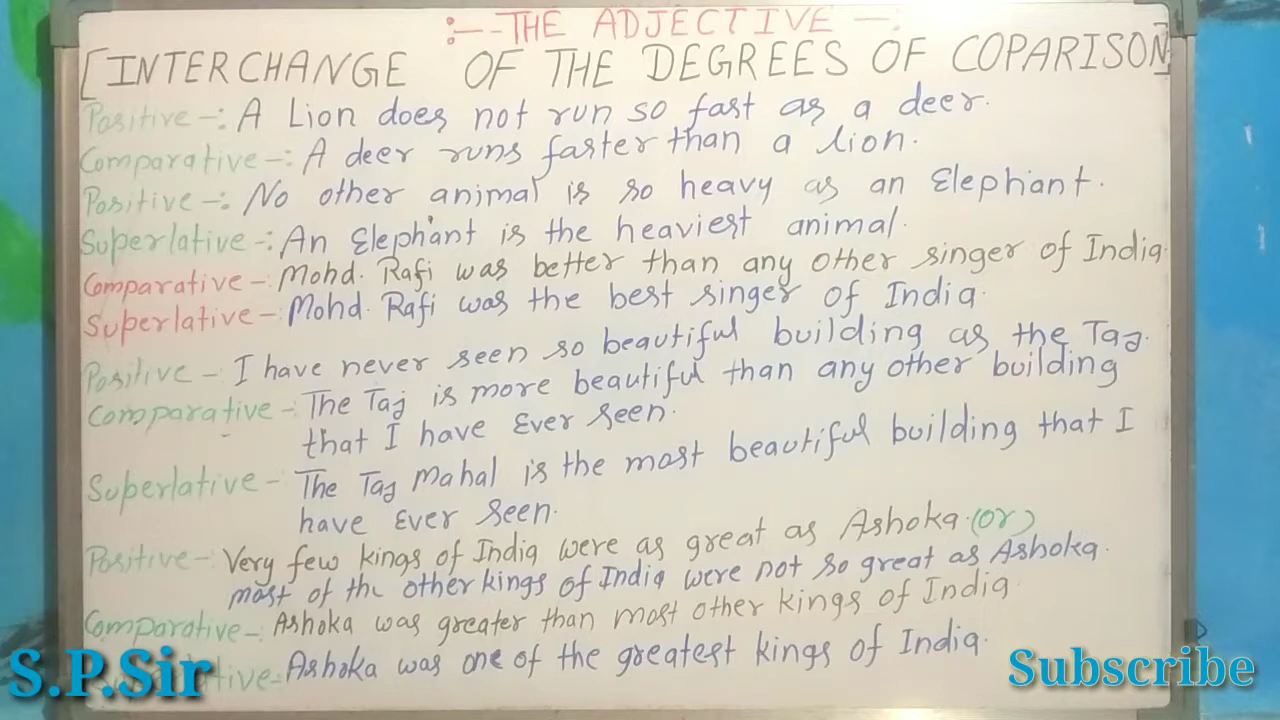 :- -THE ADJECTIVE -:
[INTERCHANGE OF THE DEGREES OF COPARISON]
Positive -: A Lion does not run so fast as a deer.
Comparative -: A deer runs faster than a lion.
Positive -: No other animal is so heavy as an Elephant.
Superlative -: An Elephant is the heaviest animal.
Comparative -: Mohd. Rafi was better than any other singer of India.
Superlative -: Mohd. Rafi was the best singer of India.
Positive - I have never seen so beautiful building as the Taj.
Comparative -: The Taj is more beautiful than any other building
that I have Ever seen.
Superlative - The Taj Mahal is the most beautiful building that I
have Ever seen.
Positive -: Very few kings of India were as great as Ashoka. (or)
most of the other kings of India were not so great as Ashoka.
Comparative -: Ashoka was greater than most other kings of India
Ashoka was one of the greatest kings of India.
S.P.Sir
Subscribe